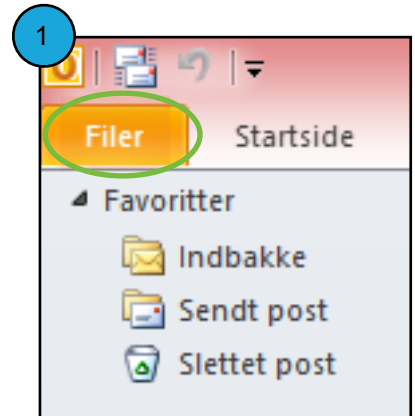 1
Filer Startside
Favoritter
Indbakke
Sendt post
Slettet post